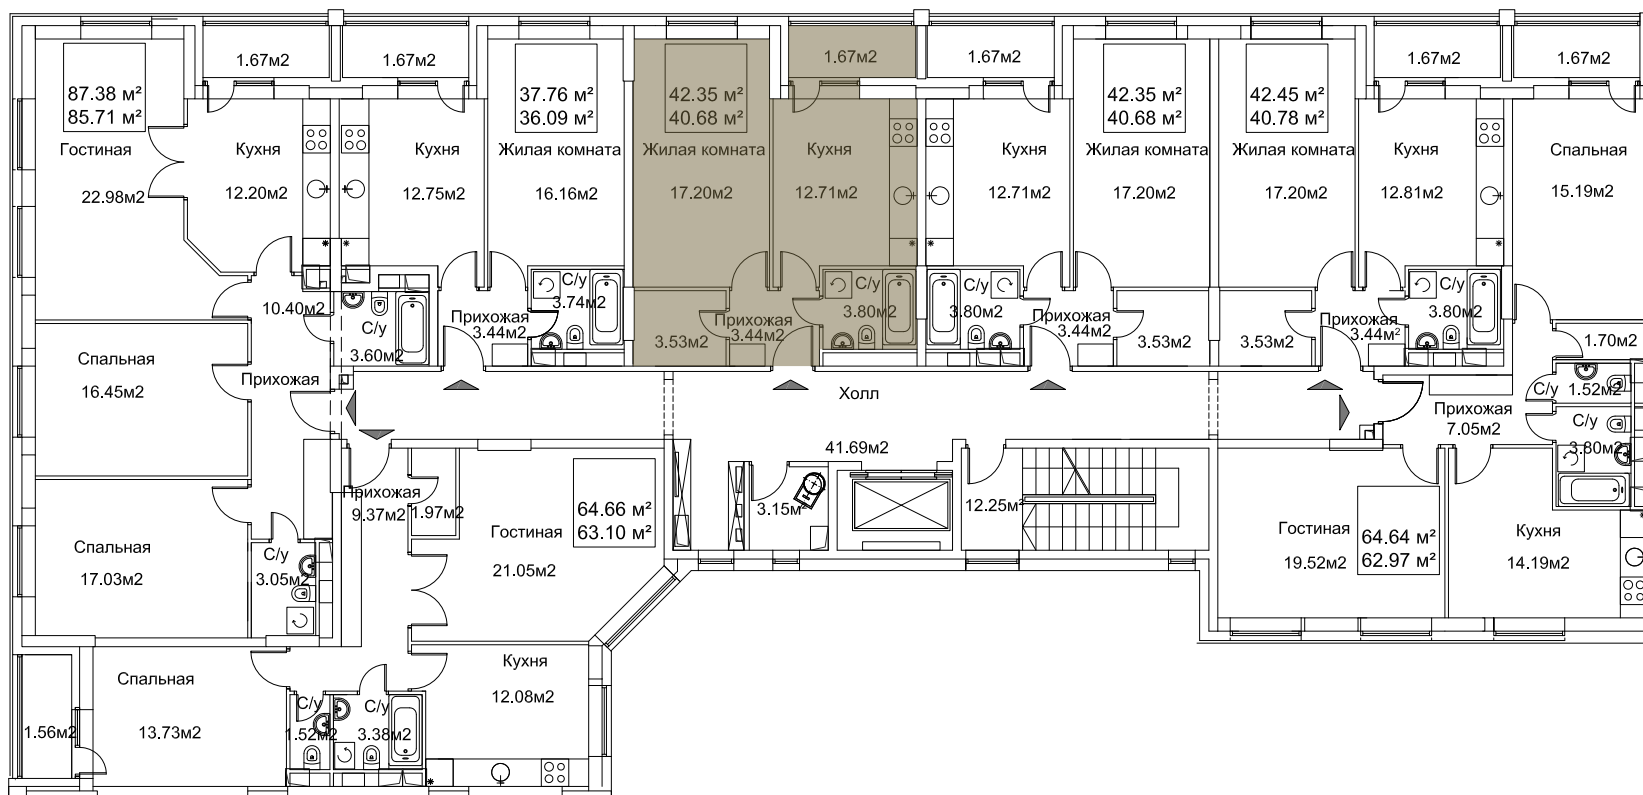 1.67м2
1.67м2
1.67м2
1.67м2
1.67м2
1.67м2
87.38 м²
85.71 м²
37.76 м²
36.09 м²
42.35 м²
40.68 м²
42.35 м²
40.68 м²
42.45 м²
40.78 м²
Гостиная
22.98м2
Кухня
12.20м2
Кухня
12.75м2
Жилая комната
16.16м2
Жилая комната
17.20м2
Кухня
12.71м2
Кухня
12.71м2
Жилая комната
17.20м2
Жилая комната
17.20м2
Кухня
12.81м2
Спальная
15.19м2
10.40м2
С/у
3.60м2
Прихожая
3.44м2
С/у
3.74м2
3.53м2
Прихожая
3.44м2
С/у
3.80м2
С/у
3.80м2
Прихожая
3.44м2
3.53м2
3.53м2
Прихожая
3.44м²
С/у
3.80м2
1.70м2
Спальная
16.45м2
Прихожая
Холл
41.69м2
С/у
1.52м2
Прихожая
7.05м2
С/у
3.80м2
Спальная
17.03м2
С/у
3.05м2
Прихожая
9.37м2
1.97м2
Гостиная
21.05м2
64.66 м²
63.10 м²
3.15м²
12.25м²
Гостиная
19.52м2
64.64 м²
62.97 м²
Кухня
14.19м2
1.56м2
Спальная
13.73м2
С/у
1.52м2
С/у
3.38м2
Кухня
12.08м2